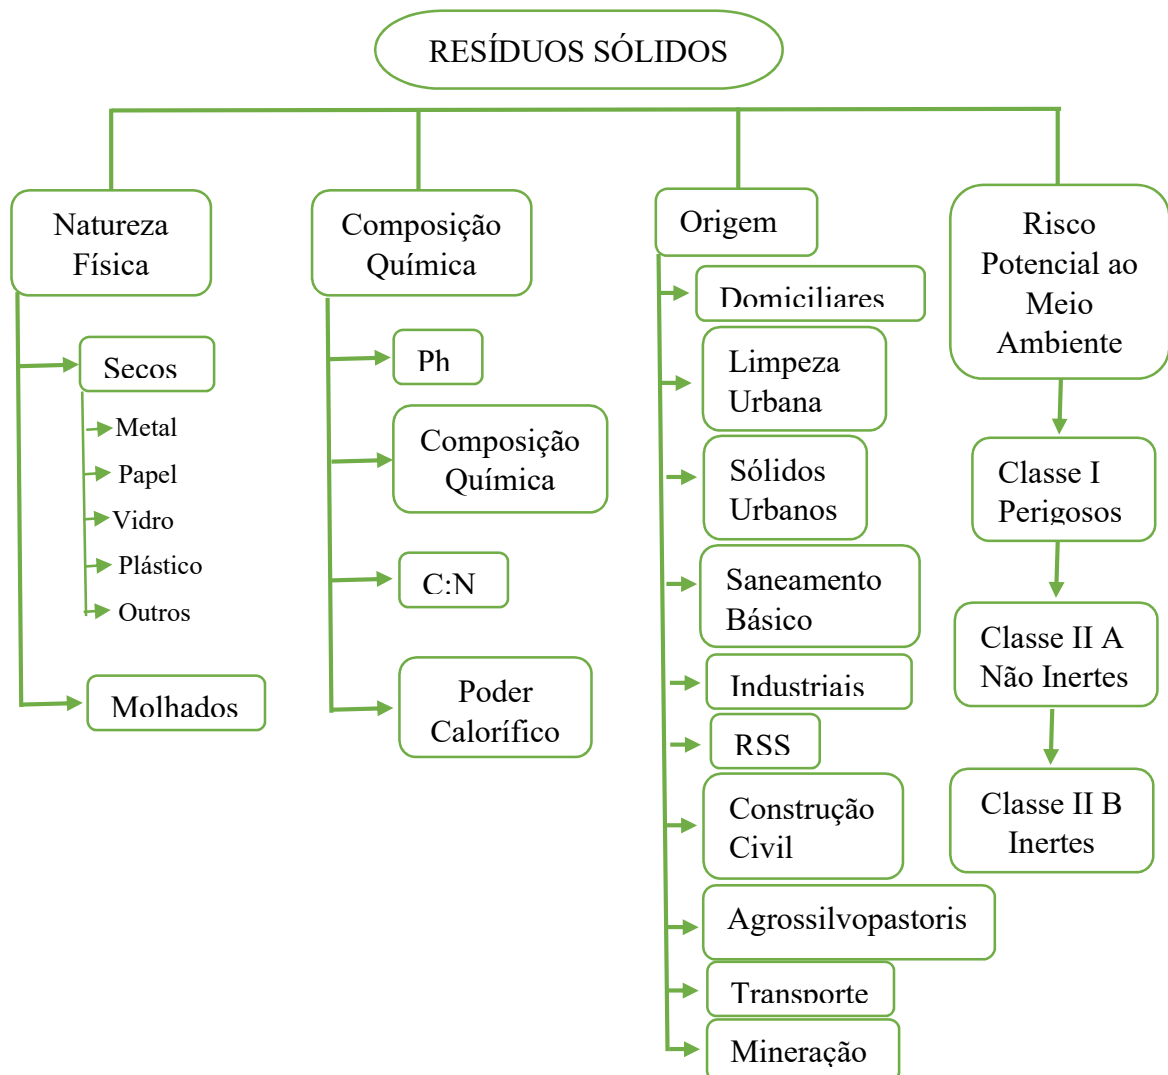 RESÍDUOS SÓLIDOS
Natureza
Física
Secos
Metal
Papel
Vidro
Plástico
Outros
Molhados
Composição
Química
Ph
Composição
Química
C:N
Poder
Calorífico
Origem
Domiciliares
Limpeza
Urbana
Sólidos
Urbanos
Saneamento
Básico
Industriais
RSS
Construção
Civil
Agrossilvopastoris
Transporte
Mineração
Risco
Potencial ao
Meio
Ambiente
Classe I
Perigosos
Classe II A
Não Inertes
Classe II B
Inertes